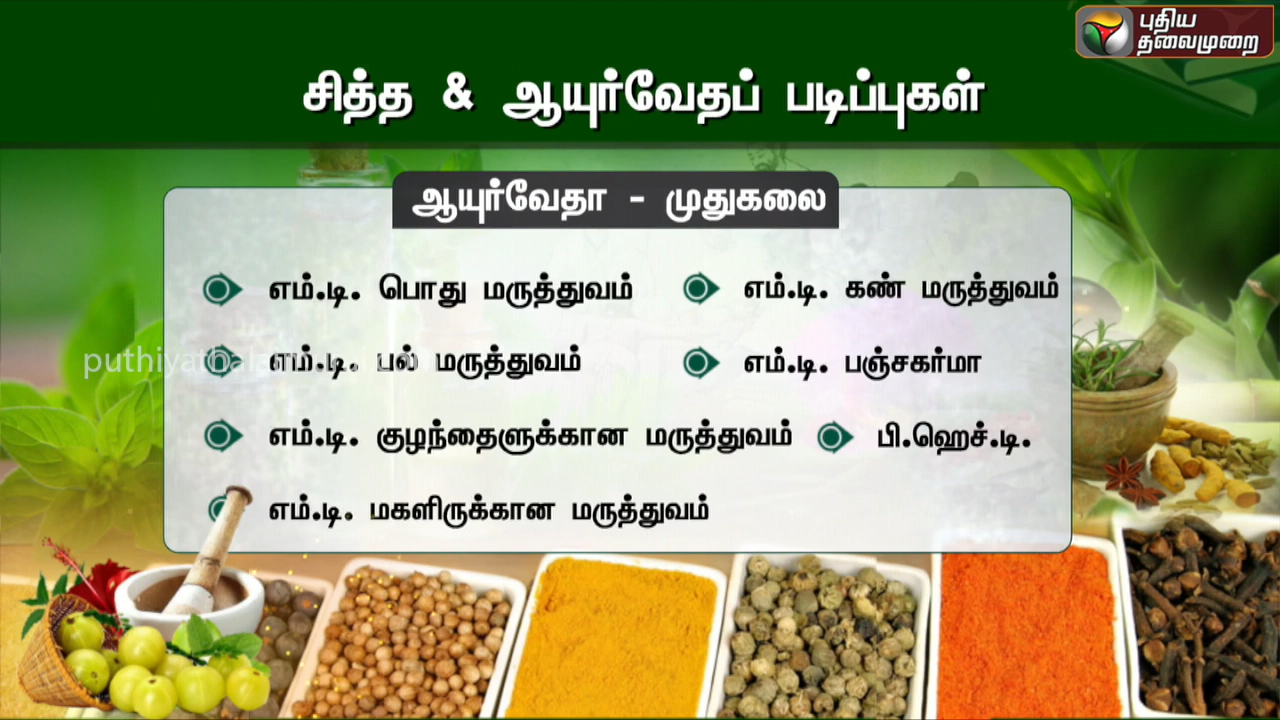 புதிய
தலைமுறை
சித்த & ஆயுர்வேதப் படிப்புகள்
ஆயுர்வேதா - முதுகலை
எம்.டி. பொது மருத்துவம்
எம்.டி. கண் மருத்துவம்
எம்.டி. பல் மருத்துவம்
எம்.டி. பஞ்சகர்மா
எம்.டி. குழந்தைளுக்கான மருத்துவம்
பி.ஹெச்.டி.
எம்.டி. மகளிருக்கான மருத்துவம்